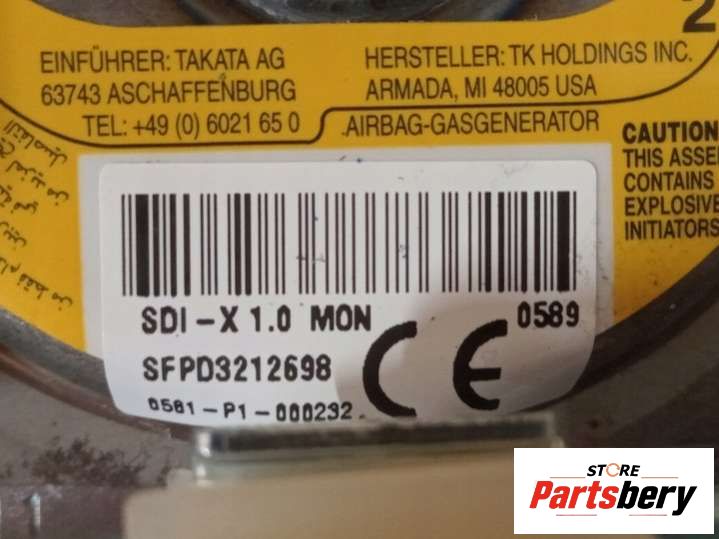 2
EINFÜHRER: TAKATA AG
63743 ASCHAFFENBURG
TEL: +49 (0) 6021 65 0
HERSTELLER: TK HOLDINGS INC.
ARMADA, MI 48005 USA
AIRBAG-GASGENERATOR
CAUTION
THIS ASSE
CONTAINS
EXPLOSIVE
INITIATORS
SDI-X 1.0 MON
0589
SFPD3212698
CE
0581-P1-000232
STORE
Partsbery